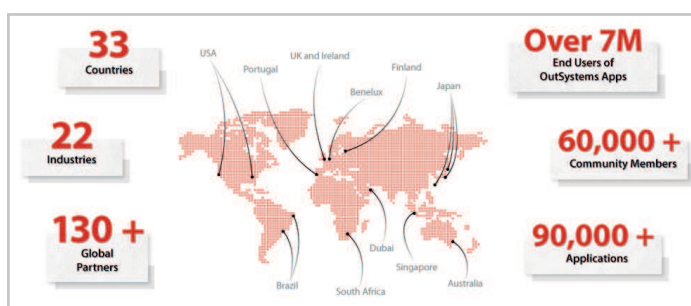 33
Countries
22
Industries
130 +
Global
Partners
USA
Portugal
UK and Ireland
Benelux
Finland
Japan
Brazil
South Africa
Dubai
Singapore
Australia
Over 7M
End Users of
OutSystems Apps
60,000 +
Community Members
90,000 +
Applications